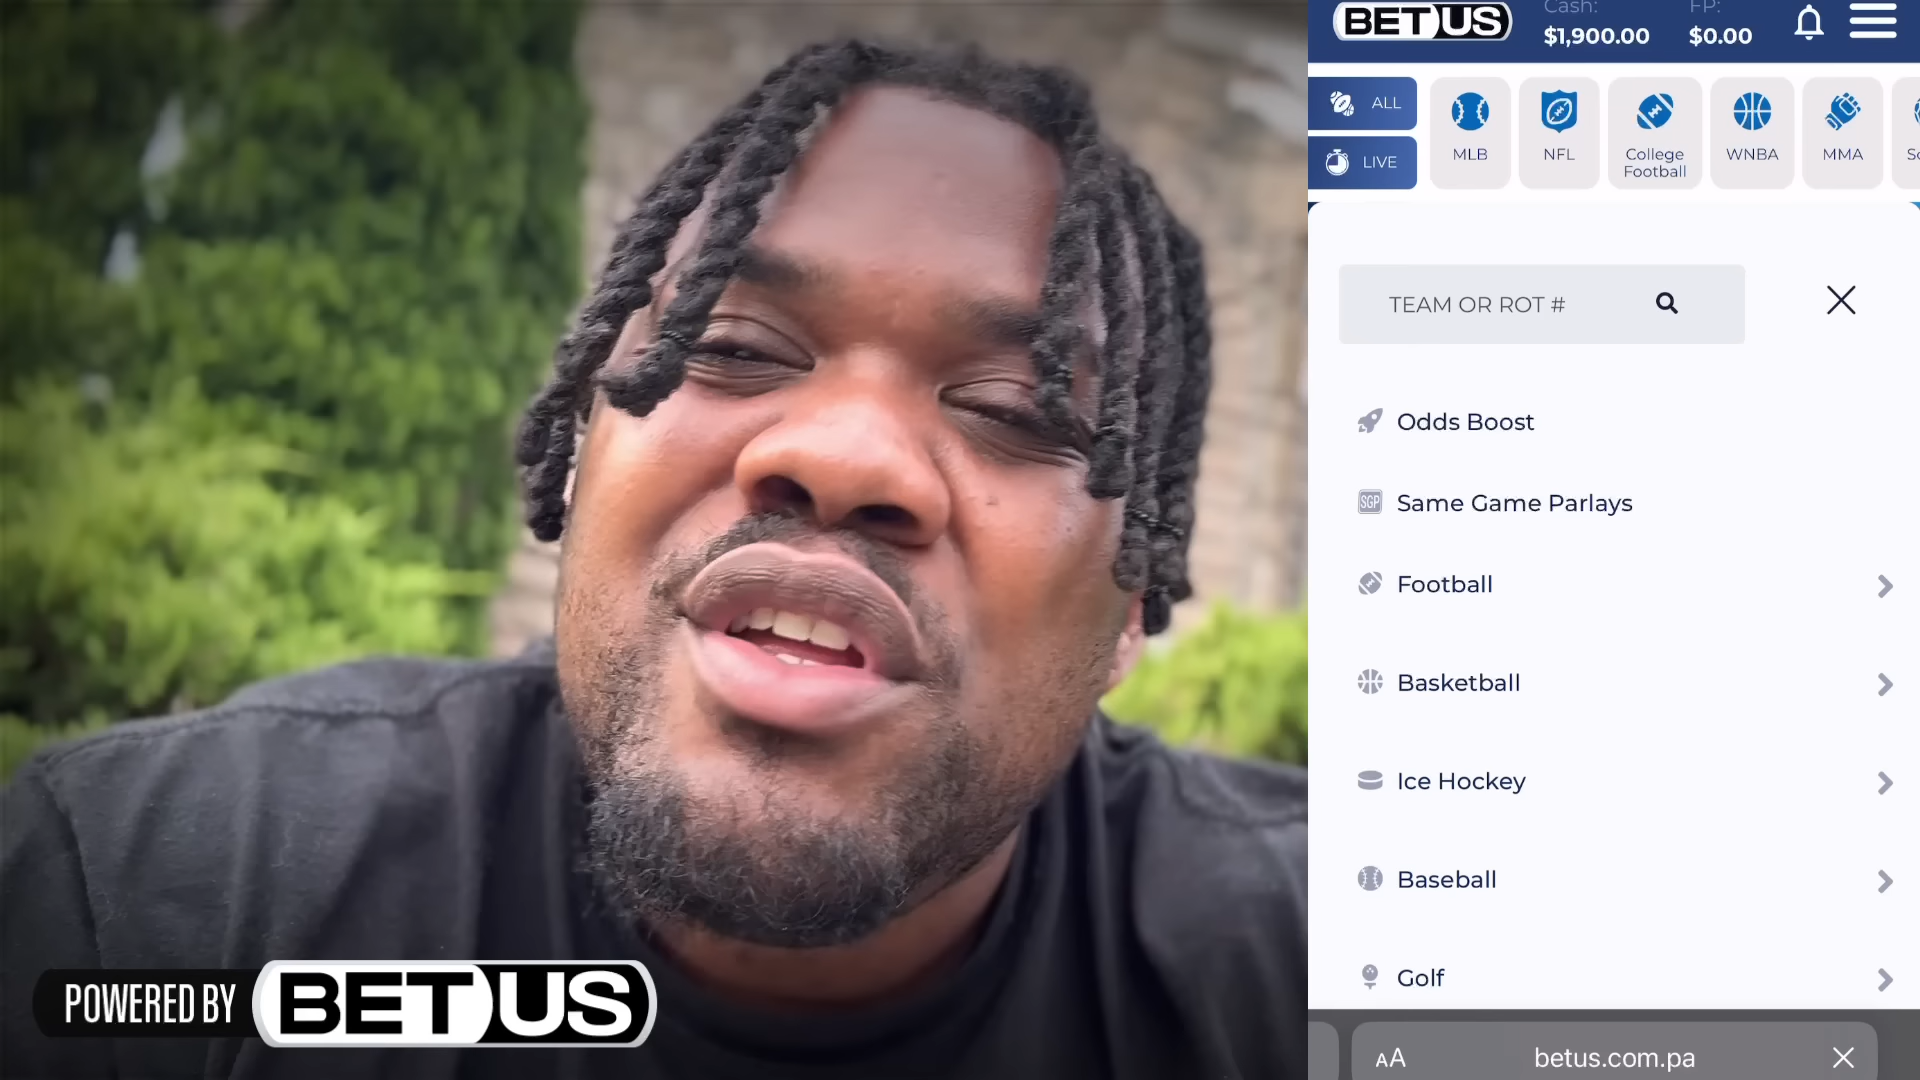 POWERED BY BETUS
BETUS
Cash:
$1,900.00
FP:
$0.00
ALL
LIVE
MLB
NFL
College
Football
WNBA
MMA
TEAM OR ROT #
Odds Boost
SGP
Same Game Parlays
Football
Basketball
Ice Hockey
Baseball
Golf
AA
betus.com.pa